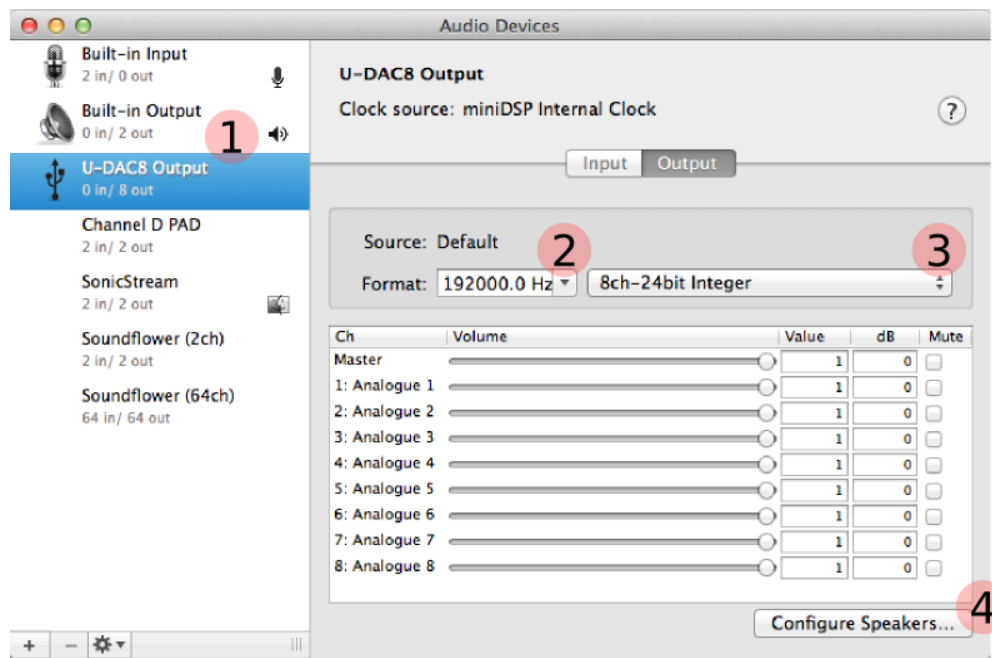 Audio Devices
Built-in Input
2 in/ 0 out
Built-in Output
0 in/ 2 out
1
U-DAC8 Output
0 in/ 8 out
Channel D PAD
2 in/ 2 out
SonicStream
2 in/ 2 out
Soundflower (2ch)
2 in/ 2 out
Soundflower (64ch)
64 in/ 64 out
+ −
U-DAC8 Output
Clock source: miniDSP Internal Clock
?
Input Output
Source: Default
2 3
Format: 192000.0 Hz 8ch-24bit Integer
Ch Volume Value dB Mute
Master 1 0
1: Analogue 1 1 0
2: Analogue 2 1 0
3: Analogue 3 1 0
4: Analogue 4 1 0
5: Analogue 5 1 0
6: Analogue 6 1 0
7: Analogue 7 1 0
8: Analogue 8 1 0
4
Configure Speakers...